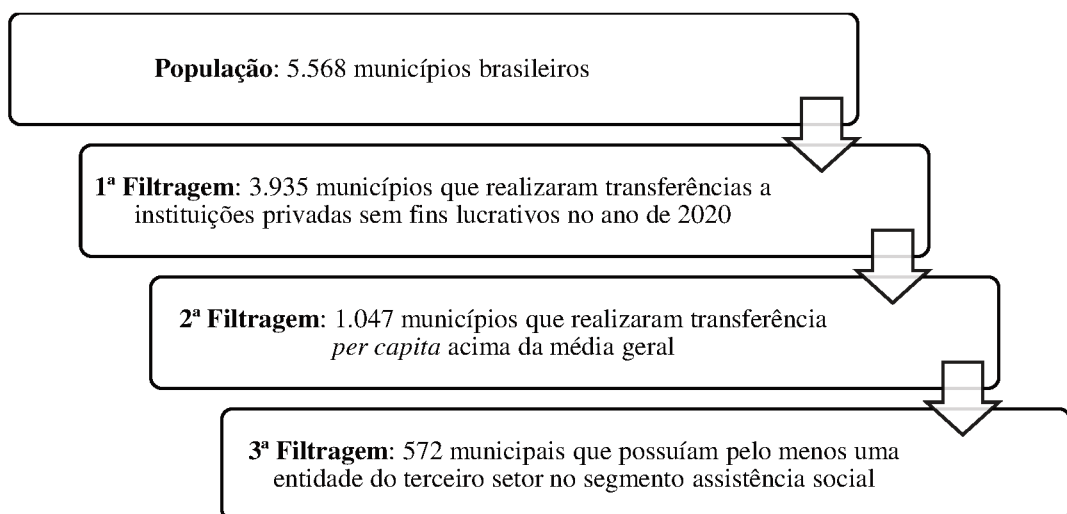 População: 5.568 municípios brasileiros
1ª Filtragem: 3.935 municípios que realizaram transferências a
instituições privadas sem fins lucrativos no ano de 2020
2ª Filtragem: 1.047 municípios que realizaram transferência
per capita acima da média geral
3ª Filtragem: 572 municipais que possuíam pelo menos uma
entidade do terceiro setor no segmento assistência social